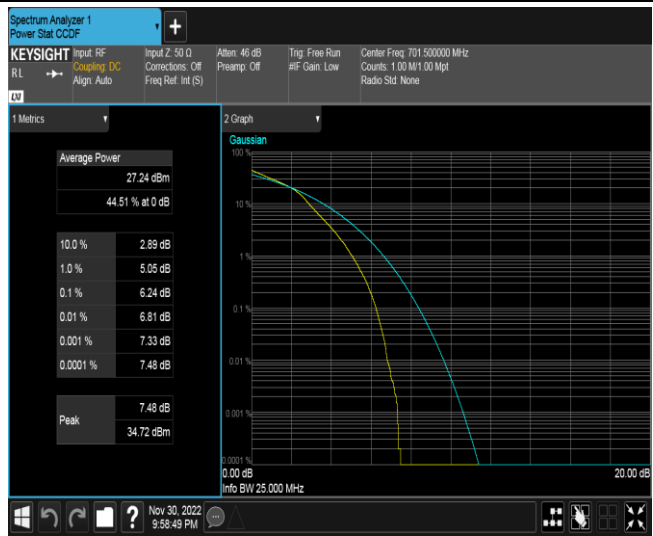 Spectrum Analyzer 1
Power Stat CCDF
+
KEYSIGHT
RL
LXI
Input: RF
Coupling: DC
Align: Auto
Input Z: 50 Ω
Corrections: Off
Freq Ref: Int (S)
Atten: 46 dB
Preamp: Off
Trig: Free Run
#IF Gain: Low
Center Freq: 701.500000 MHz
Counts: 1.00 M/1.00 Mpt
Radio Std: None
1 Metrics
Average Power
27.24 dBm
44.51 % at 0 dB
10.0 % 2.89 dB
1.0 % 5.05 dB
0.1 % 6.24 dB
0.01 % 6.81 dB
0.001 % 7.33 dB
0.0001 % 7.48 dB
Peak
7.48 dB
34.72 dBm
2 Graph
Gaussian
100 %
10 %
1 %
0.1 %
0.01 %
0.001 %
0.0001 %
0.00 dB 20.00 dB
Info BW 25.000 MHz
?
Nov 30, 2022
9:58:49 PM